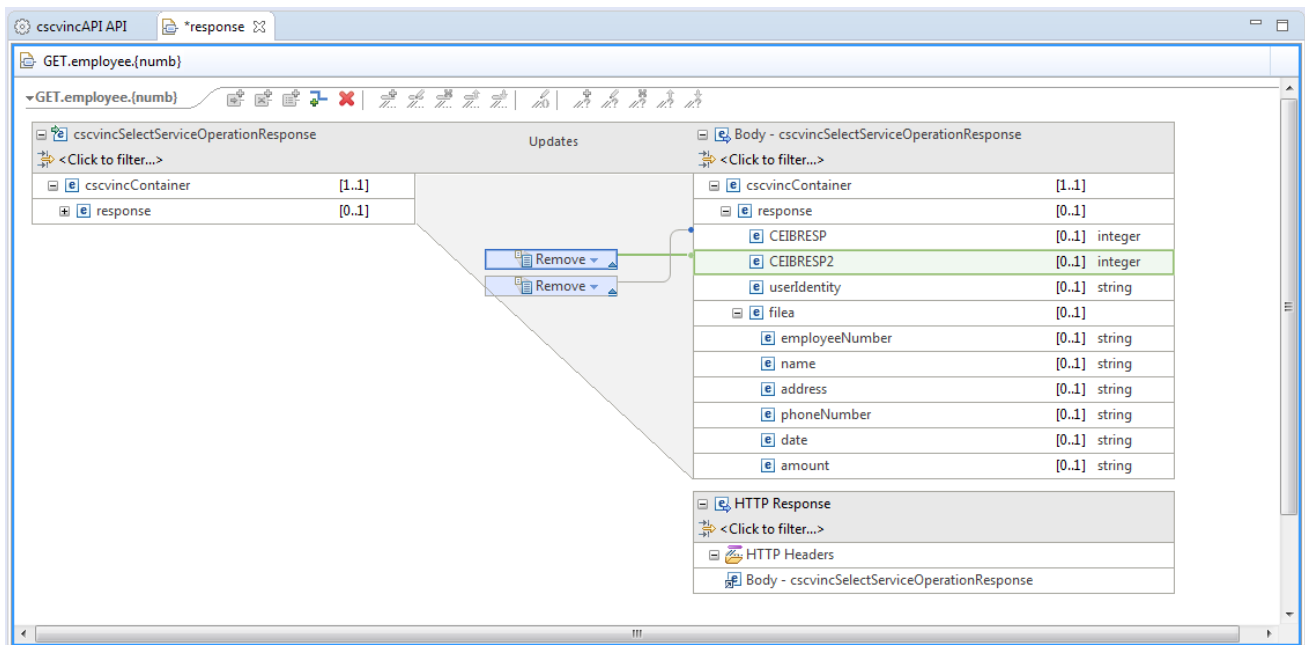 cscvincAPI API *response
GET.employee.{numb}
GET.employee.{numb}
cscvincSelectServiceOperationResponse
<Click to filter...>
cscvincContainer [1..1]
response [0..1]
Updates
Remove
Remove
Body - cscvincSelectServiceOperationResponse
<Click to filter...>
cscvincContainer [1..1]
response [0..1]
CEIBRESP [0..1] integer
CEIBRESP2 [0..1] integer
userIdentity [0..1] string
filea [0..1]
employeeNumber [0..1] string
name [0..1] string
address [0..1] string
phoneNumber [0..1] string
date [0..1] string
amount [0..1] string
HTTP Response
<Click to filter...>
HTTP Headers
Body - cscvincSelectServiceOperationResponse